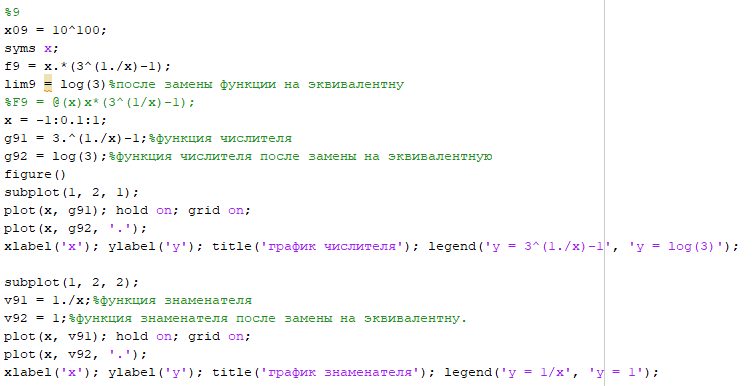 %9
x09 = 10^100;
syms x;
f9 = x.*(3^(1./x)-1);
lim9 = log(3)%после замены функции на эквивалентну
%F9 = @(x)x*(3^(1/x)-1);
x = -1:0.1:1;
g91 = 3.^(1./x)-1;%функция числителя
g92 = log(3);%функция числителя после замены на эквивалентную
figure()
subplot(1, 2, 1);
plot(x, g91); hold on; grid on;
plot(x, g92, '.');
xlabel('x'); ylabel('y'); title('график числителя'); legend('y = 3^(1./x)-1', 'y = log(3)');
subplot(1, 2, 2);
v91 = 1./x;%функция знаменателя
v92 = 1;%функция знаменателя после замены на эквивалентну.
plot(x, v91); hold on; grid on;
plot(x, v92, '.');
xlabel('x'); ylabel('y'); title('график знаменателя'); legend('y = 1/x', 'y = 1');